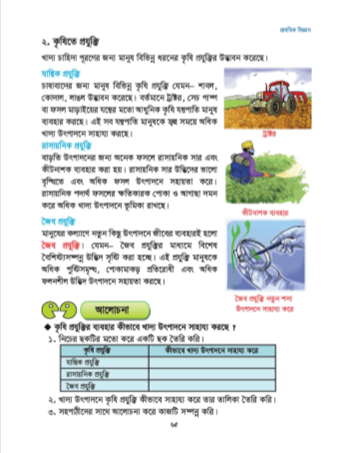 প্রাথমিক বিজ্ঞান
২. কৃষিতে প্রযুক্তি
খাদ্য চাহিদা পূরণের জন্য মানুষ বিভিন্ন ধরনের কৃষি প্রযুক্তির উদ্ভাবন করেছে।
যান্ত্রিক প্রযুক্তি
চাষাবাদের জন্য মানুষ বিভিন্ন কৃষি প্রযুক্তি যেমন– শাবল,
কোদাল, লাঙল উদ্ভাবন করেছে। বর্তমানে ট্রাক্টর, সেচ পাম্প
বা ফসল মাড়াইয়ের যন্ত্রের মতো আধুনিক কৃষি যন্ত্রপাতি মানুষ
ব্যবহার করছে। এই সব যন্ত্রপাতি মানুষকে স্বল্প সময়ে অধিক
খাদ্য উৎপাদনে সাহায্য করছে।
ট্রাক্টর
রাসায়নিক প্রযুক্তি
বাড়তি উৎপাদনের জন্য অনেক ফসলে রাসায়নিক সার এবং
কীটনাশক ব্যবহার করা হয়। রাসায়নিক সার উদ্ভিদের ভালো
বৃদ্ধিতে এবং অধিক ফসল উৎপাদনে সহায়তা করে।
রাসায়নিক পদার্থ ফসলের ক্ষতিকারক পোকা ও আগাছা দমন
করে অধিক খাদ্য উৎপাদনে ভূমিকা রাখছে।
কীটনাশক ব্যবহার
জৈব প্রযুক্তি
মানুষের কল্যাণে নতুন কিছু উৎপাদনে জীবের ব্যবহারই হলো
জৈব প্রযুক্তি। যেমন– জৈব প্রযুক্তির মাধ্যমে বিশেষ
বৈশিষ্ট্যসম্পন্ন উদ্ভিদ সৃষ্টি করা হচ্ছে। এই প্রযুক্তি মানুষকে
অধিক পুষ্টিসমৃদ্ধ, পোকামাকড় প্রতিরোধী এবং অধিক
ফলনশীল উদ্ভিদ উৎপাদনে সহায়তা করছে।
জৈব প্রযুক্তি নতুন শস্য
উৎপাদনে সাহায্য করে
আলোচনা
◆ কৃষি প্রযুক্তির ব্যবহার কীভাবে খাদ্য উৎপাদনে সাহায্য করছে ?
১. নিচের ছকটির মতো করে একটি ছক তৈরি করি।
কৃষি প্রযুক্তি কীভাবে খাদ্য উৎপাদনে সাহায্য করে
যান্ত্রিক প্রযুক্তি
রাসায়নিক প্রযুক্তি
জৈব প্রযুক্তি
২. খাদ্য উৎপাদনে কৃষি প্রযুক্তি কীভাবে সাহায্য করে তার তালিকা তৈরি করি।
৩. সহপাঠীদের সাথে আলোচনা করে কাজটি সম্পন্ন করি।
৬৫